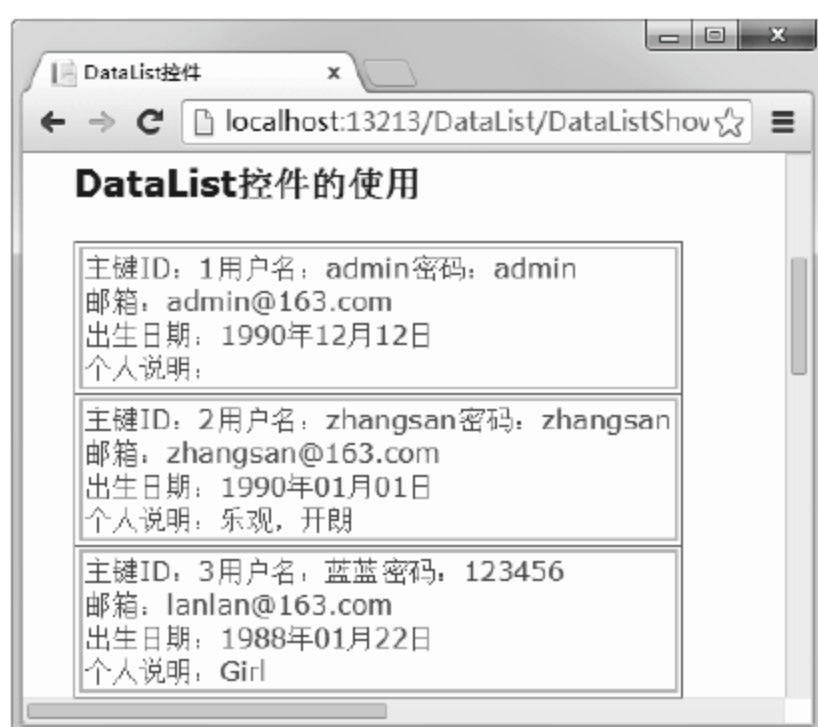 DataList控件
localhost:13213/DataList/DataListShov
DataList控件的使用
主键ID：1用户名：admin密码：admin
邮箱：admin@163.com
出生日期：1990年12月12日
个人说明：
主键ID：2用户名：zhangsan密码：zhangsan
邮箱：zhangsan@163.com
出生日期：1990年01月01日
个人说明：乐观，开朗
主键ID：3用户名：蓝蓝密码：123456
邮箱：lanlan@163.com
出生日期：1988年01月22日
个人说明：Girl